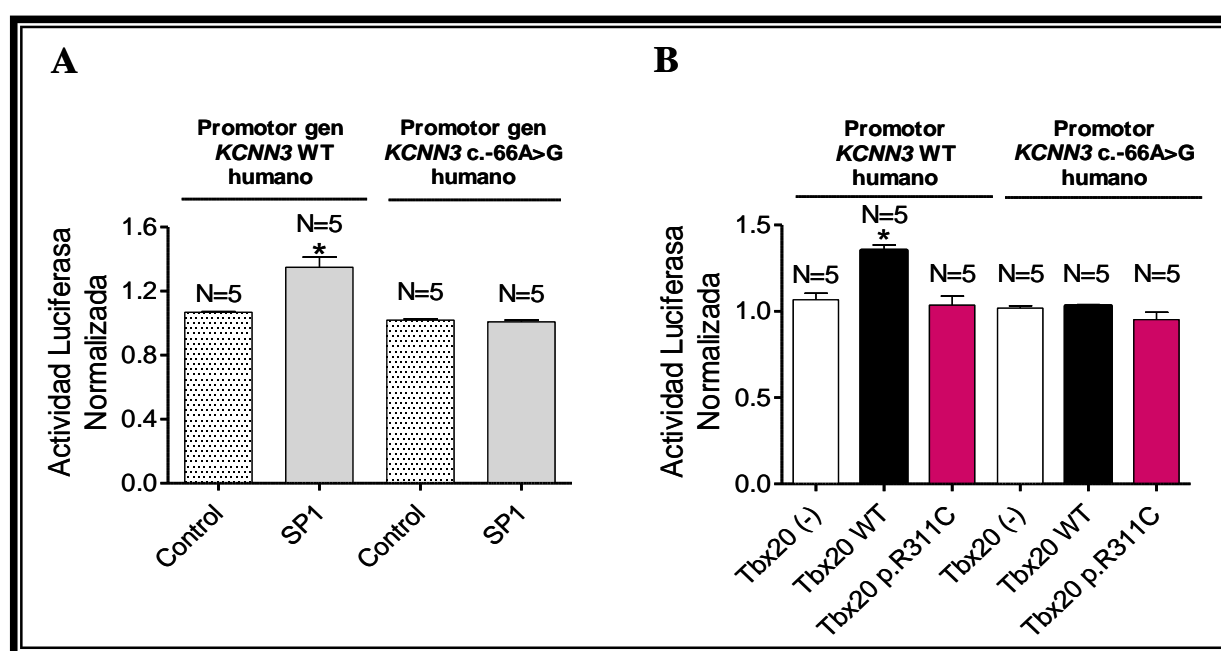 A
Promotor gen
KCNN3 WT
humano
Promotor gen
KCNN3 c.-66A>G
humano
Actividad Luciferasa
Normalizada
1.6
1.2
0.4
0.0
N=5
N=5
*
N=5
N=5
Control
SP1
Control
SP1
B
Promotor
KCNN3 WT
humano
Promotor
KCNN3 c.-66A>G
humano
Actividad Luciferasa
Normalizada
1.5
1.0
0.5
0.0
N=5
N=5
*
N=5
N=5
N=5
N=5
Tbx20 (-)
Tbx20 WT
Tbx20 p.R311C
Tbx20 (-)
Tbx20 WT
Tbx20 p.R311C